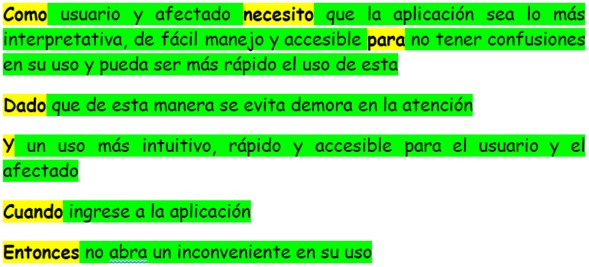 Como usuario y afectado necesito que la aplicación sea lo más
interpretativa, de fácil manejo y accesible para no tener confusiones
en su uso y pueda ser más rápido el uso de esta
Dado que de esta manera se evita demora en la atención
Y un uso más intuitivo, rápido y accesible para el usuario y el
afectado
Cuando ingrese a la aplicación
Entonces no abra un inconveniente en su uso